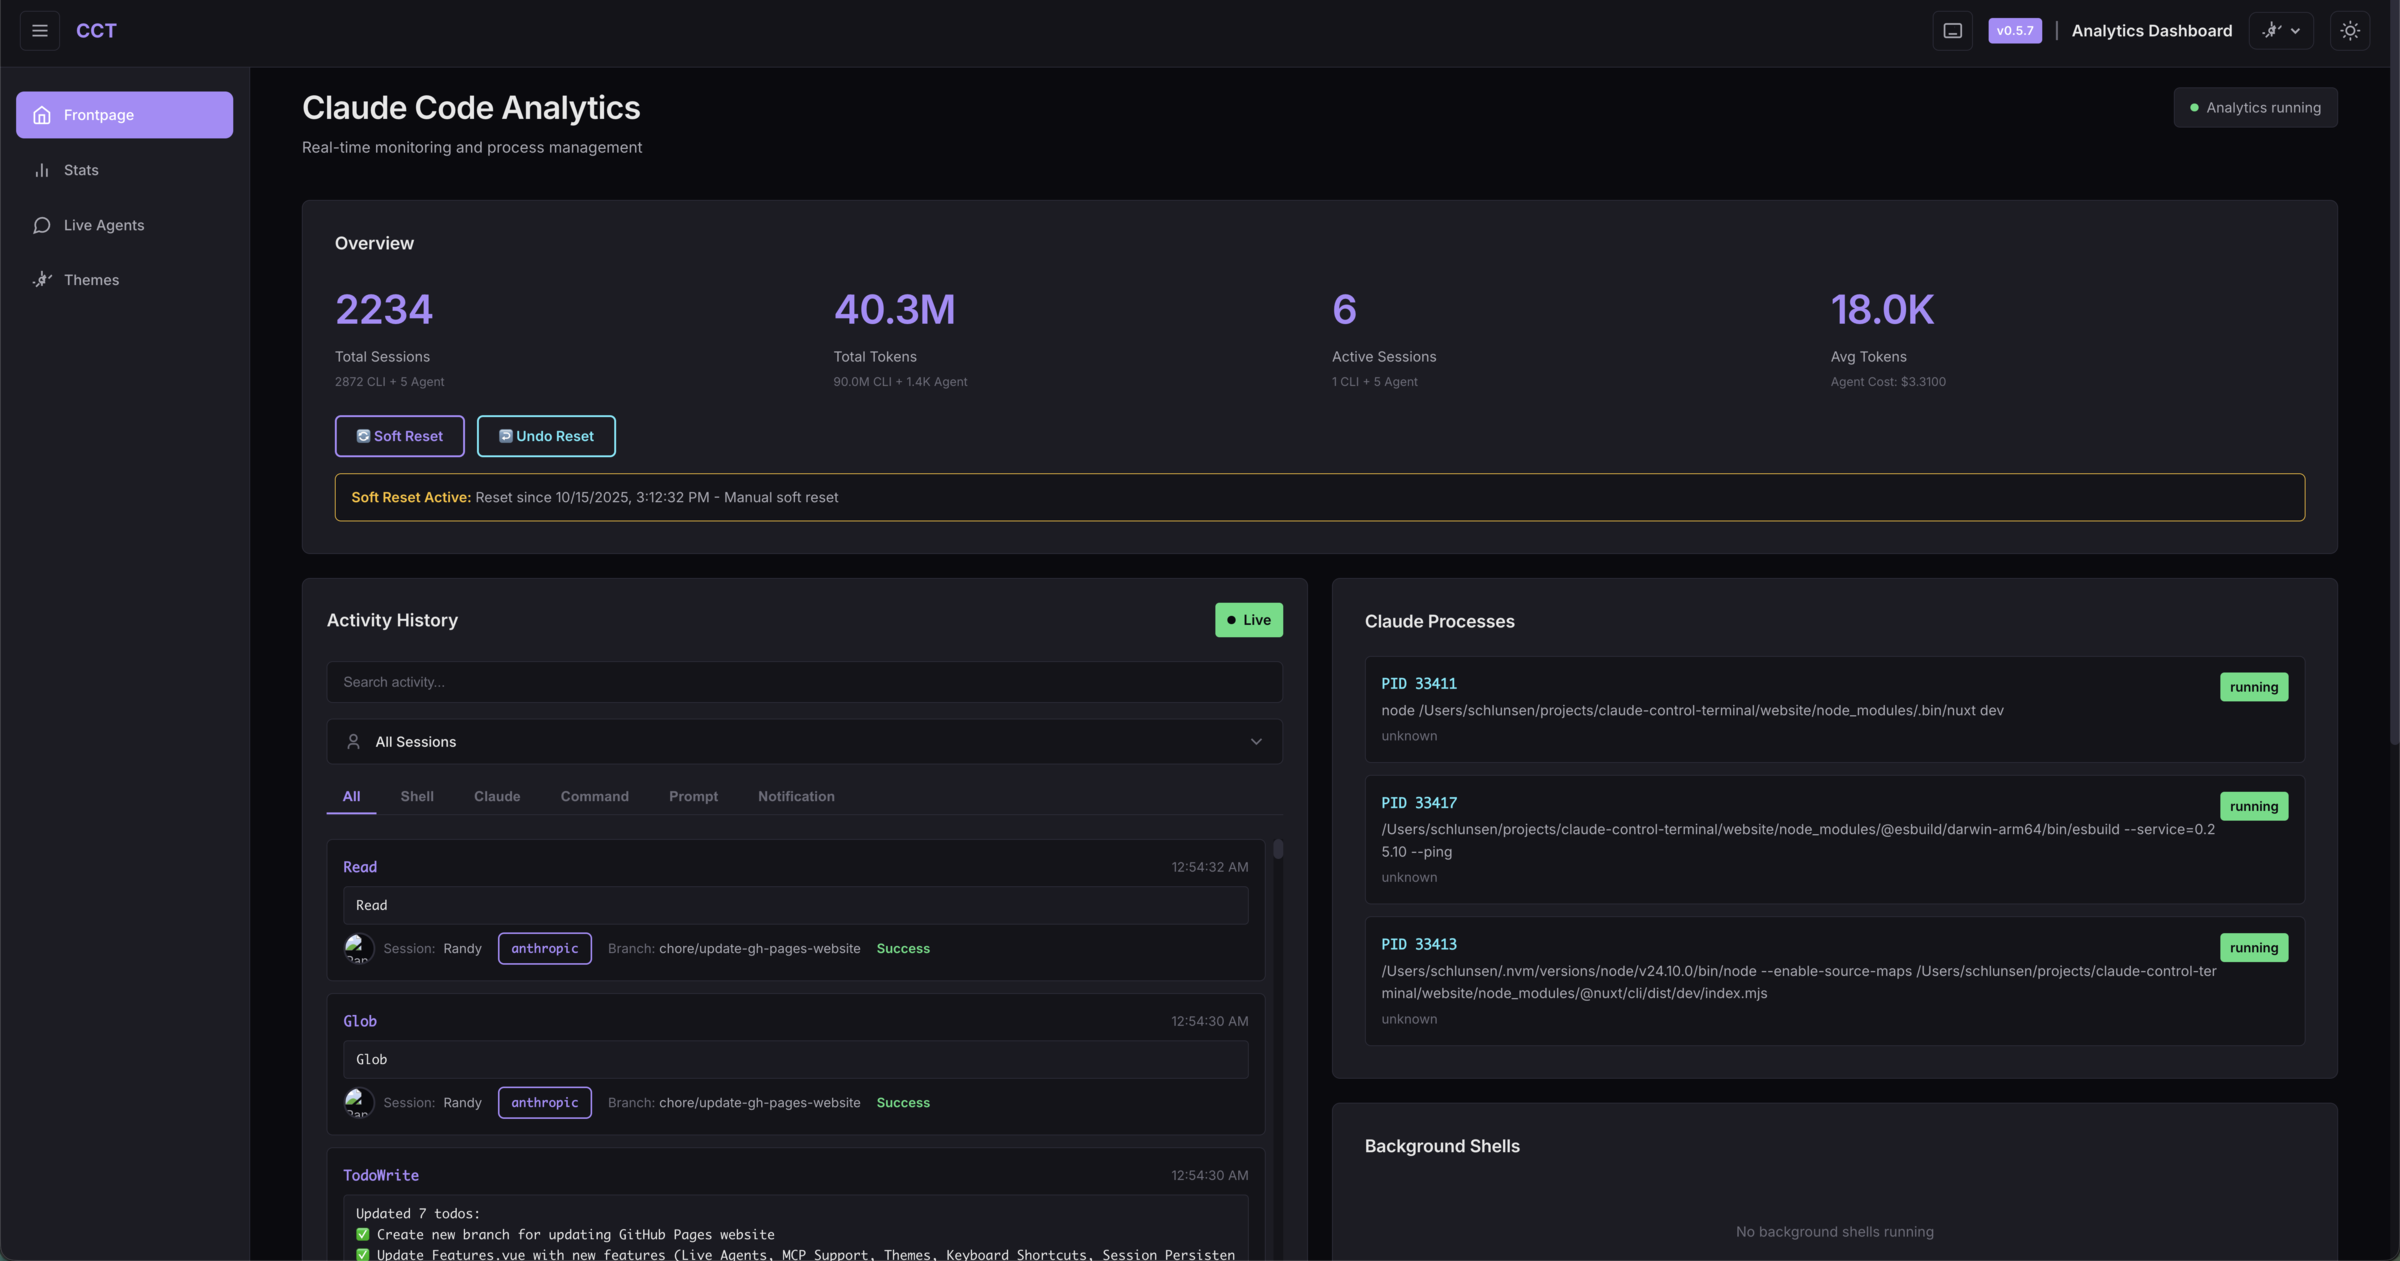 CCT
v0.5.7
Analytics Dashboard
Frontpage
Stats
Live Agents
Themes
Claude Code Analytics
Real-time monitoring and process management
Analytics running
Overview
2234
Total Sessions
2872 CLI + 5 Agent
40.3M
Total Tokens
90.0M CLI + 1.4K Agent
6
Active Sessions
1 CLI + 5 Agent
18.0K
Avg Tokens
Agent Cost: $3.3100
Soft Reset
Undo Reset
Soft Reset Active: Reset since 10/15/2025, 3:12:32 PM - Manual soft reset
Activity History
Live
Search activity...
All Sessions
All
Shell
Claude
Command
Prompt
Notification
Read
12:54:32 AM
Read
Session: Randy
anthropic
Branch: chore/update-gh-pages-website
Success
Glob
12:54:30 AM
Glob
Session: Randy
anthropic
Branch: chore/update-gh-pages-website
Success
TodoWrite
12:54:30 AM
Updated 7 todos:
✅ Create new branch for updating GitHub Pages website
✅ Update Features.vue with new features (Live Agents, MCP Support, Themes, Keyboard Shortcuts, Session Persisten
Claude Processes
PID 33411
running
node /Users/schlunsen/projects/claude-control-terminal/website/node_modules/.bin/nuxt dev
unknown
PID 33417
running
/Users/schlunsen/projects/claude-control-terminal/website/node_modules/@esbuild/darwin-arm64/bin/esbuild --service=0.2
5.10 --ping
unknown
PID 33413
running
/Users/schlunsen/.nvm/versions/node/v24.10.0/bin/node --enable-source-maps /Users/schlunsen/projects/claude-control-ter
minal/website/node_modules/@nuxt/cli/dist/dev/index.mjs
unknown
Background Shells
No background shells running